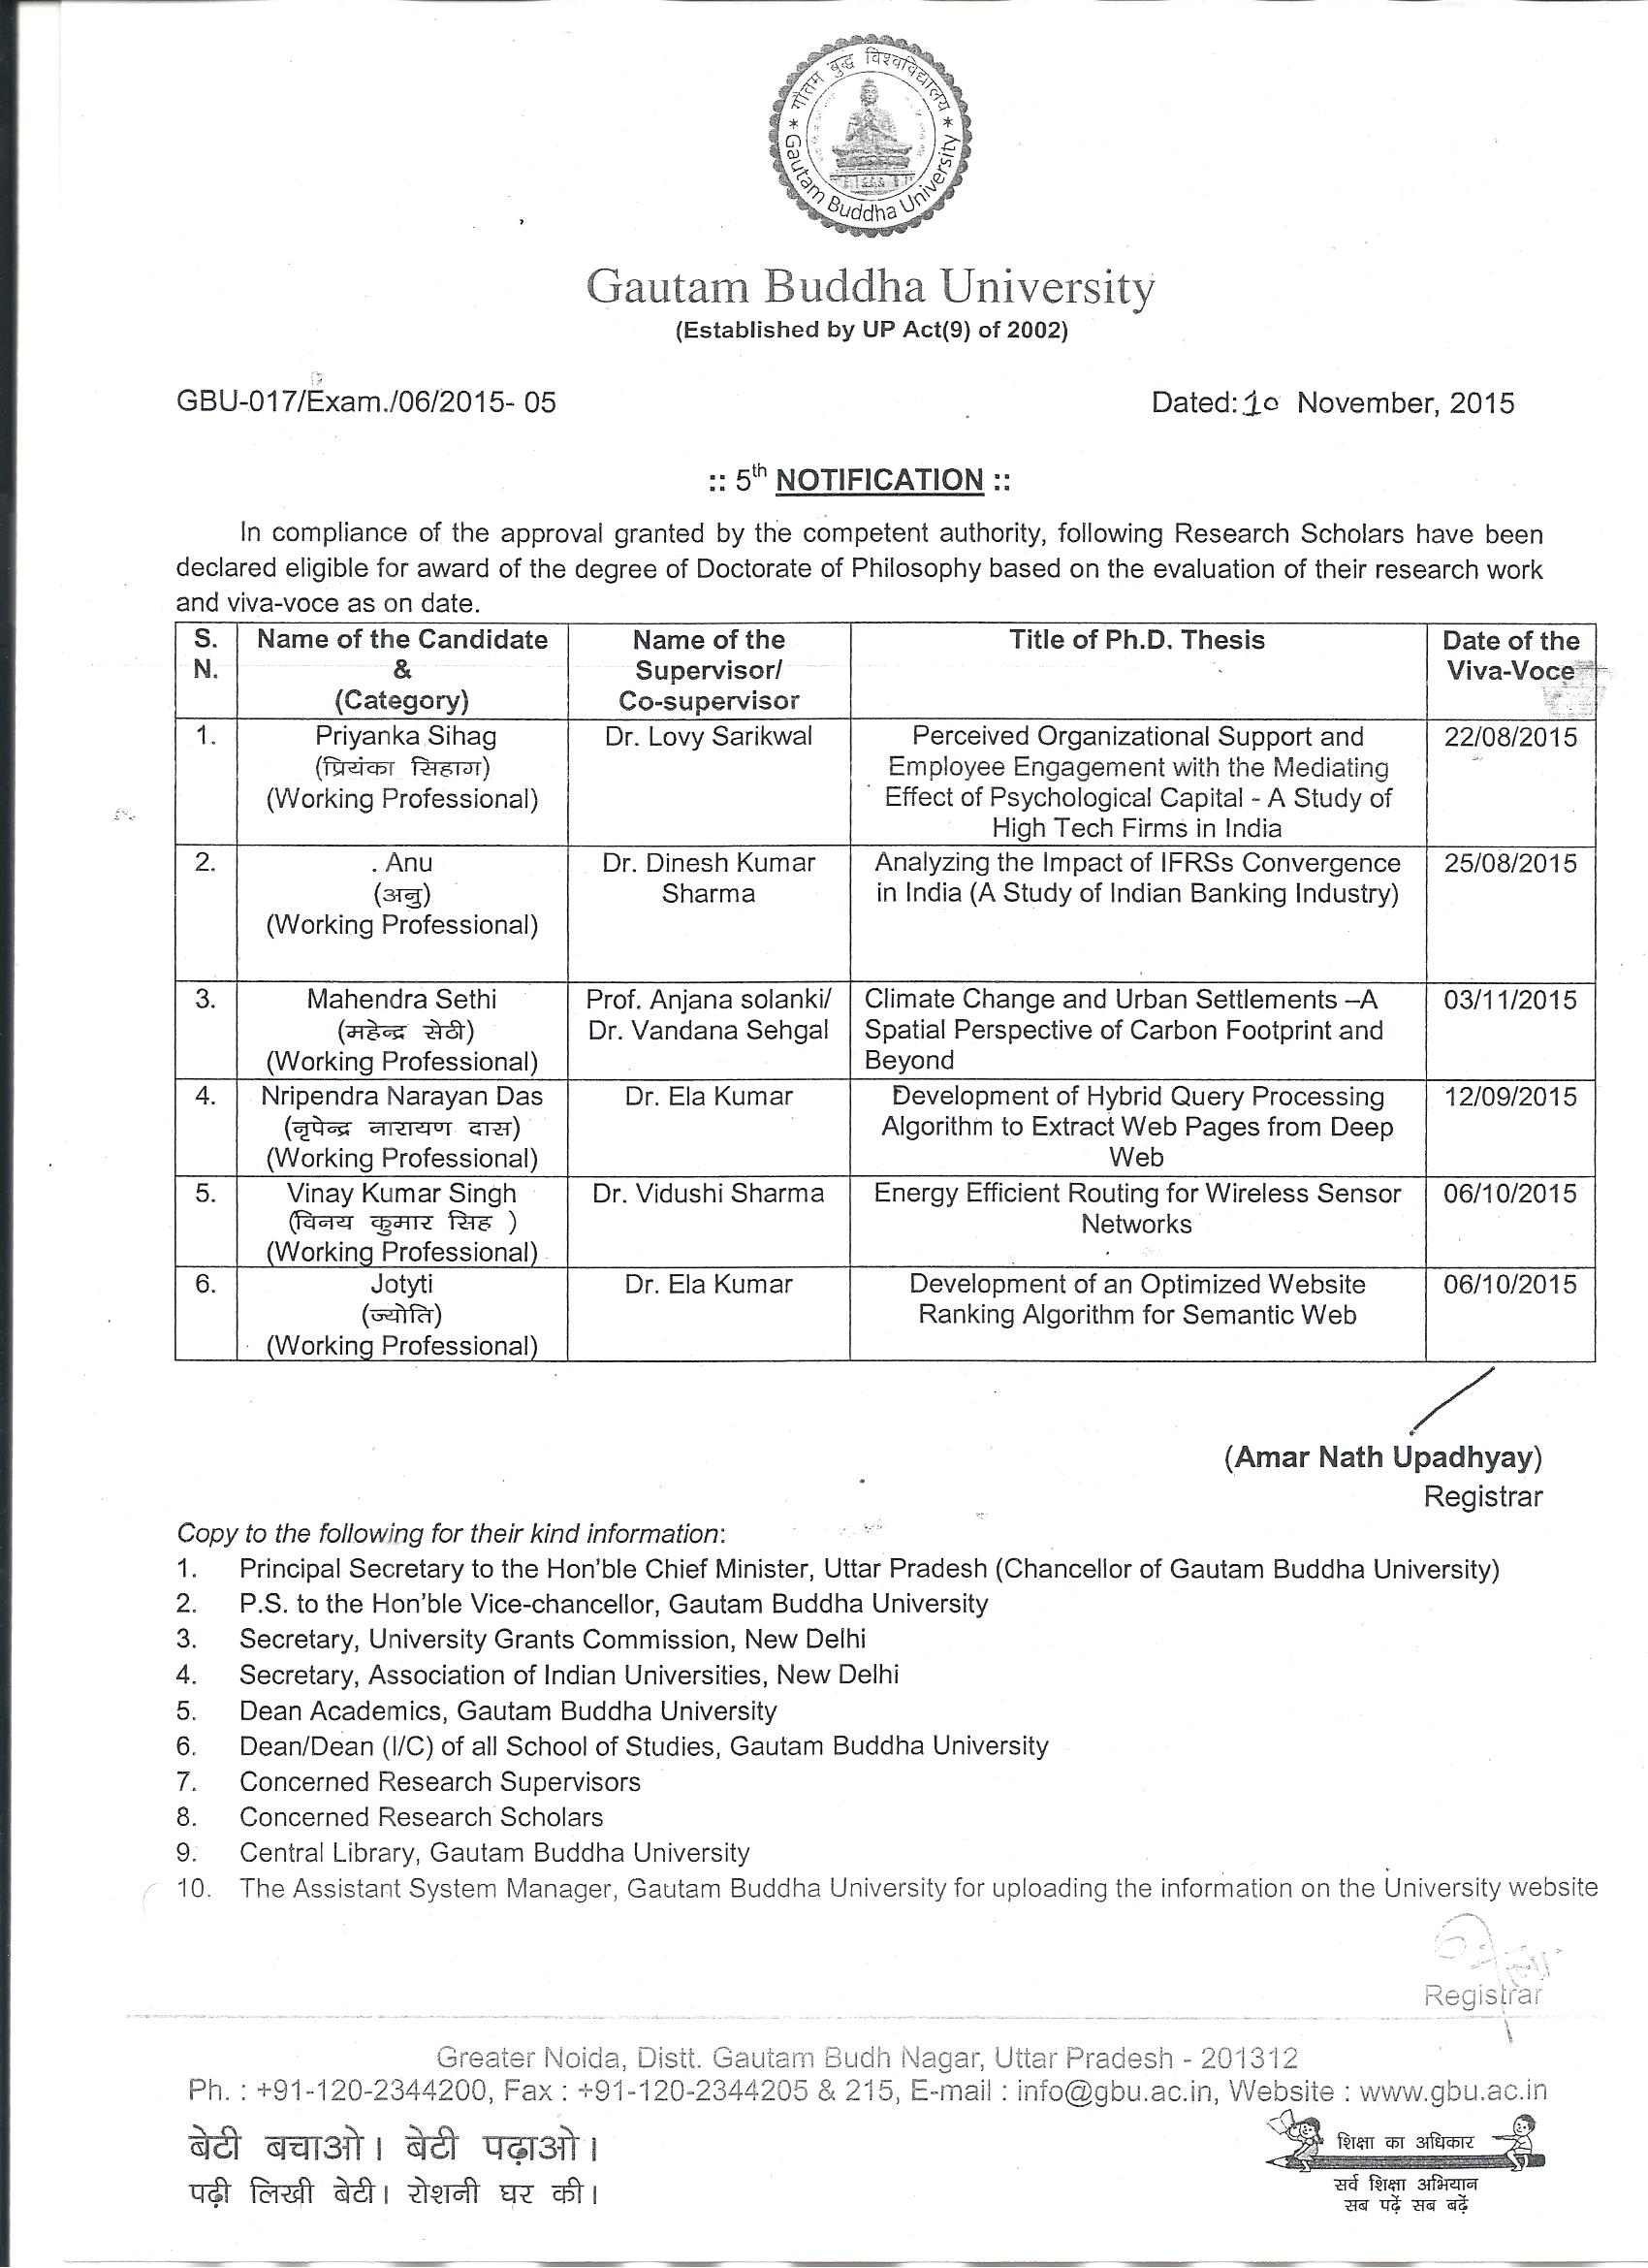 गौतम बुद्ध विश्वविद्यालय
Gautam Buddha University
Gautam Buddha University
(Established by UP Act(9) of 2002)
GBU-017/Exam./06/2015- 05 Dated: 10 November, 2015
:: 5th NOTIFICATION ::
In compliance of the approval granted by the competent authority, following Research Scholars have been
declared eligible for award of the degree of Doctorate of Philosophy based on the evaluation of their research work
and viva-voce as on date.
S. Name of the Candidate Name of the Title of Ph.D. Thesis Date of the
N. & Supervisor/ Viva-Voce
(Category) Co-supervisor
1. Priyanka Sihag Dr. Lovy Sarikwal Perceived Organizational Support and 22/08/2015
(प्रियंका सिहाग) Employee Engagement with the Mediating
(Working Professional) Effect of Psychological Capital - A Study of
High Tech Firms in India
2. . Anu Dr. Dinesh Kumar Analyzing the Impact of IFRSs Convergence 25/08/2015
(अनु) Sharma in India (A Study of Indian Banking Industry)
(Working Professional)
3. Mahendra Sethi Prof. Anjana solanki/ Climate Change and Urban Settlements –A 03/11/2015
(महेन्द्र सेठी) Dr. Vandana Sehgal Spatial Perspective of Carbon Footprint and
(Working Professional) Beyond
4. Nripendra Narayan Das Dr. Ela Kumar Development of Hybrid Query Processing 12/09/2015
(नृपेन्द्र नारायण दास) Algorithm to Extract Web Pages from Deep
(Working Professional) Web
5. Vinay Kumar Singh Dr. Vidushi Sharma Energy Efficient Routing for Wireless Sensor 06/10/2015
(विनय कुमार सिह ) Networks
(Working Professional)
6. Jotyti Dr. Ela Kumar Development of an Optimized Website 06/10/2015
(ज्योति) Ranking Algorithm for Semantic Web
(Working Professional)
(Amar Nath Upadhyay)
Registrar
Copy to the following for their kind information:
1. Principal Secretary to the Hon'ble Chief Minister, Uttar Pradesh (Chancellor of Gautam Buddha University)
2. P.S. to the Hon'ble Vice-chancellor, Gautam Buddha University
3. Secretary, University Grants Commission, New Delhi
4. Secretary, Association of Indian Universities, New Delhi
5. Dean Academics, Gautam Buddha University
6. Dean/Dean (I/C) of all School of Studies, Gautam Buddha University
7. Concerned Research Supervisors
8. Concerned Research Scholars
9. Central Library, Gautam Buddha University
10. The Assistant System Manager, Gautam Buddha University for uploading the information on the University website
Registrar
Greater Noida, Distt. Gautam Budh Nagar, Uttar Pradesh - 201312
Ph. : +91-120-2344200, Fax : +91-120-2344205 & 215, E-mail : info@gbu.ac.in, Website : www.gbu.ac.in
बेटी बचाओ। बेटी पढ़ाओ।
पढ़ी लिखी बेटी। रोशनी घर की।
शिक्षा का अधिकार
सर्व शिक्षा अभियान
सब पढ़ें सब बढ़ें